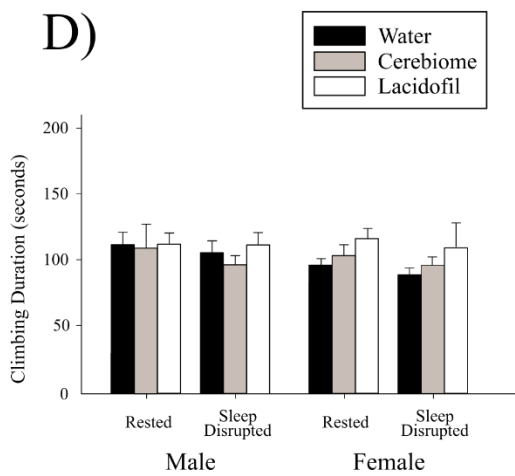 D)
Water
Cerebiome
Lacidofil
Climbing Duration (seconds)
200
150
100
50
0
Rested
Sleep
Disrupted
Rested
Sleep
Disrupted
Male
Female